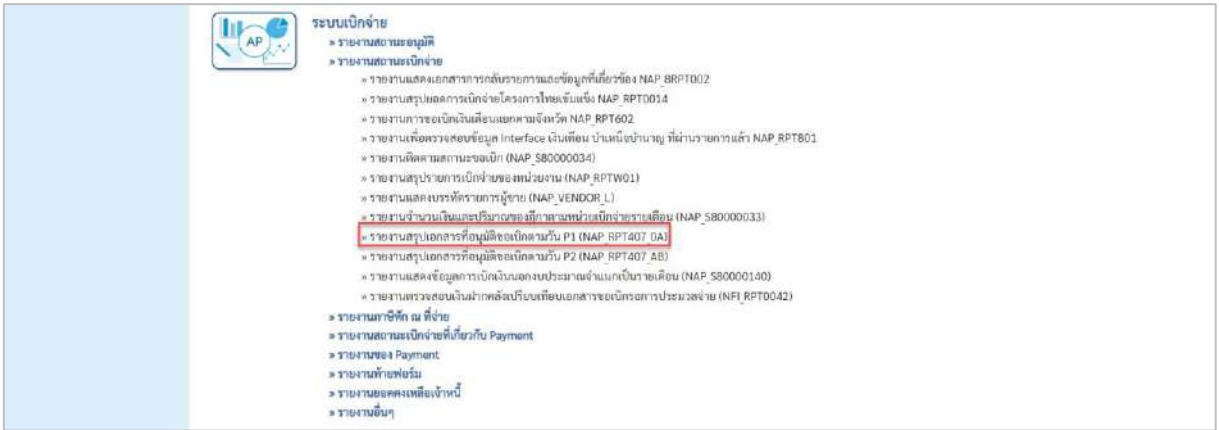 AP
ระบบเบิกจ่าย
» รายงานสถานะอนุมัติ
» รายงานสถานะเบิกจ่าย
» รายงานแสดงเอกสารการกลับรายการและข้อมูลที่เกี่ยวข้อง NAP_8RPT002
» รายงานสรุปยอดการเบิกจ่ายโครงการไทยเข้มแข็ง NAP_RPT0014
» รายงานการขอเบิกเงินเดือนแยกตามจังหวัด NAP_RPT602
» รายงานเพื่อตรวจสอบข้อมูล Interface เงินเดือน บำเหน็จบำนาญ ที่ผ่านรายการแล้ว NAP_RPT801
» รายงานติดตามสถานะขอเบิก (NAP_S80000034)
» รายงานสรุปรายการเบิกจ่ายของหน่วยงาน (NAP_RPTW01)
» รายงานแสดงบรรทัดรายการผู้ขาย (NAP_VENDOR_L)
» รายงานจำนวนเงินและปริมาณของฎีกาตามหน่วยเบิกจ่ายรายเดือน (NAP_S80000033)
» รายงานสรุปเอกสารที่อนุมัติขอเบิกตามวัน P1 (NAP_RPT407_0A)
» รายงานสรุปเอกสารที่อนุมัติขอเบิกตามวัน P2 (NAP_RPT407_AB)
» รายงานแสดงข้อมูลการเบิกเงินนอกงบประมาณจำแนกเป็นรายเดือน (NAP_S80000140)
» รายงานตรวจสอบเงินฝากคลังเปรียบเทียบเอกสารขอเบิกรอการประมวลจ่าย (NFI_RPT0042)
» รายงานภาษีหัก ณ ที่จ่าย
» รายงานสถานะเบิกจ่ายที่เกี่ยวกับ Payment
» รายงานของ Payment
» รายงานท้ายฟอร์ม
» รายงานยอดคงเหลือเจ้าหนี้
» รายงานอื่นๆ